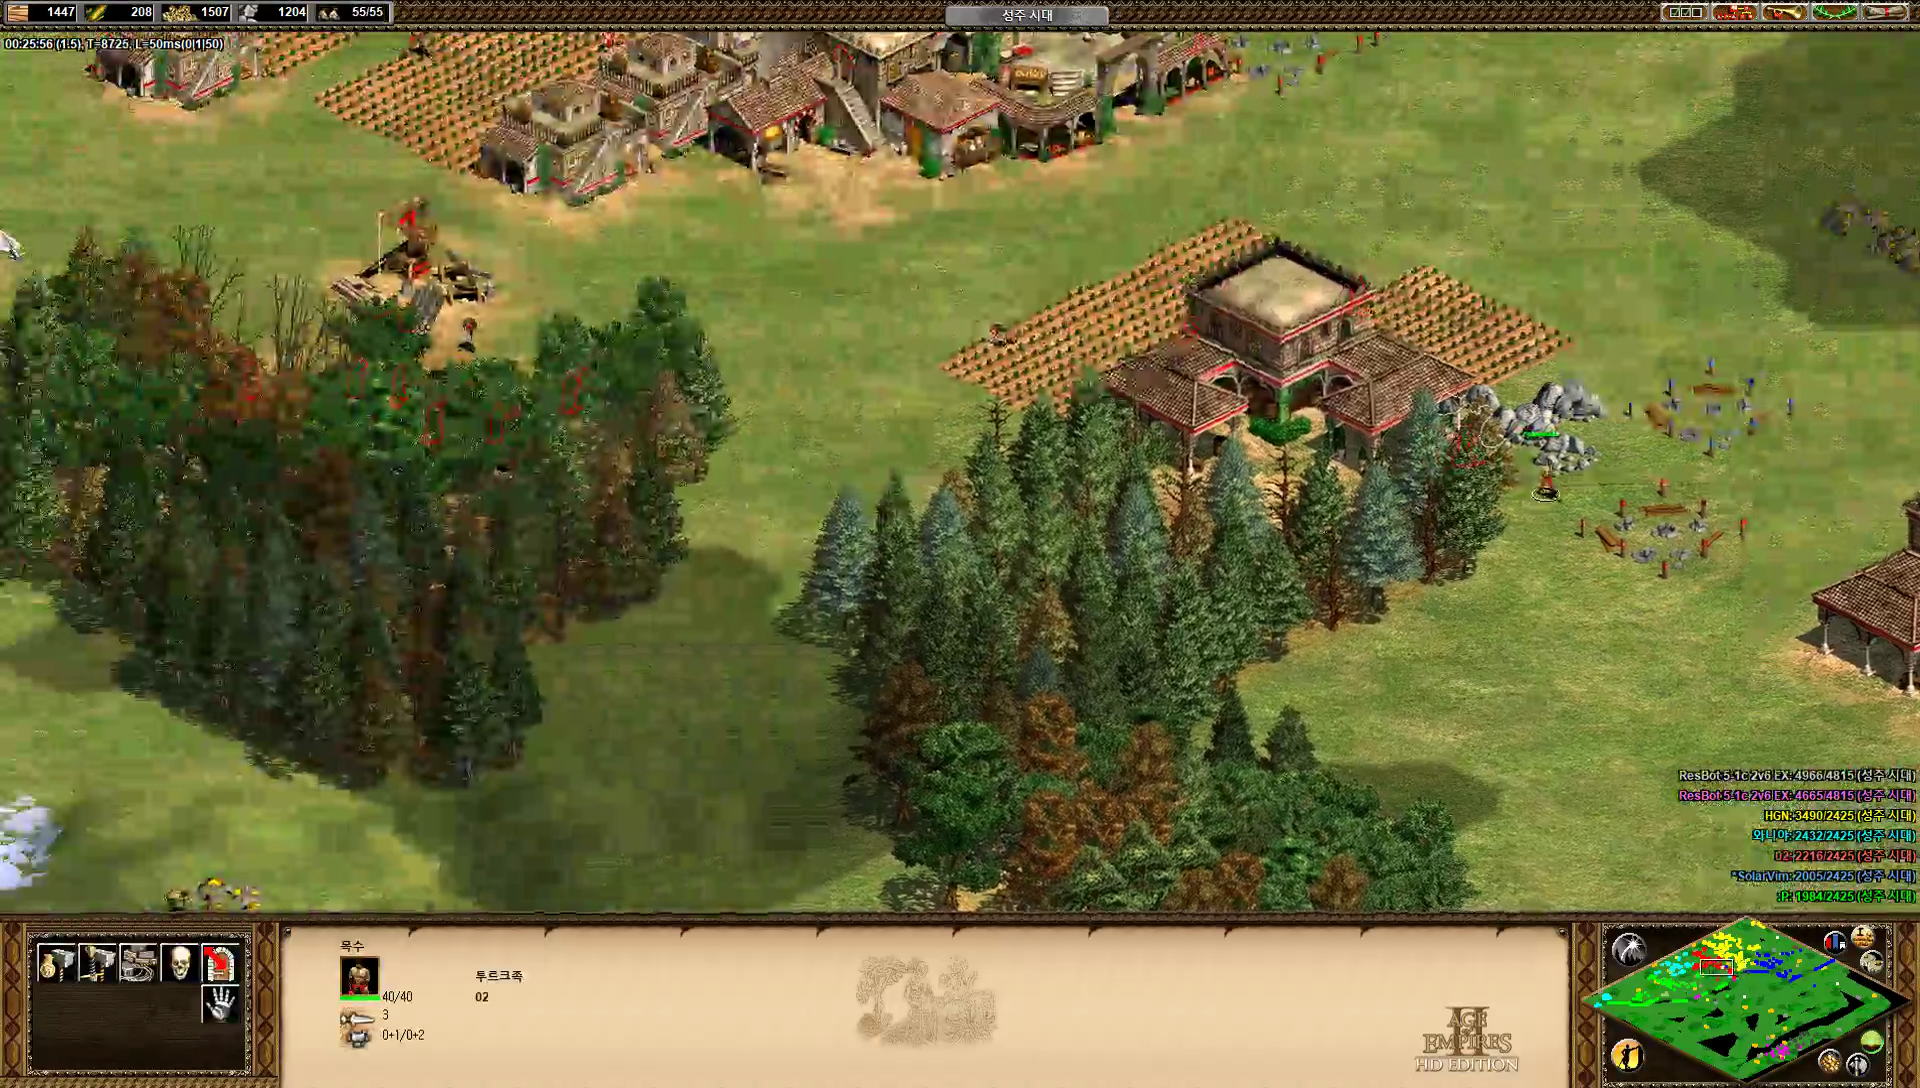 1447 208 1507 1204 55/55
성주 시대
00:25:56 (1.5), T=8725, L=50ms(0|1|50)
ResBot 5-1c 2v6 EX: 4966/4815 (성주 시대)
ResBot 5-1c 2v6 EX: 4665/4815 (성주 시대)
HGN: 3490/2425 (성주 시대)
와니야: 2432/2425 (성주 시대)
02: 2216/2425 (성주 시대)
*SolarVim: 2005/2425 (성주 시대)
:P: 1984/2425 (성주 시대)
목수
투르크족
40/40
02
3
0+1/0+2
AGE
II
EMPIRES
HD EDITION